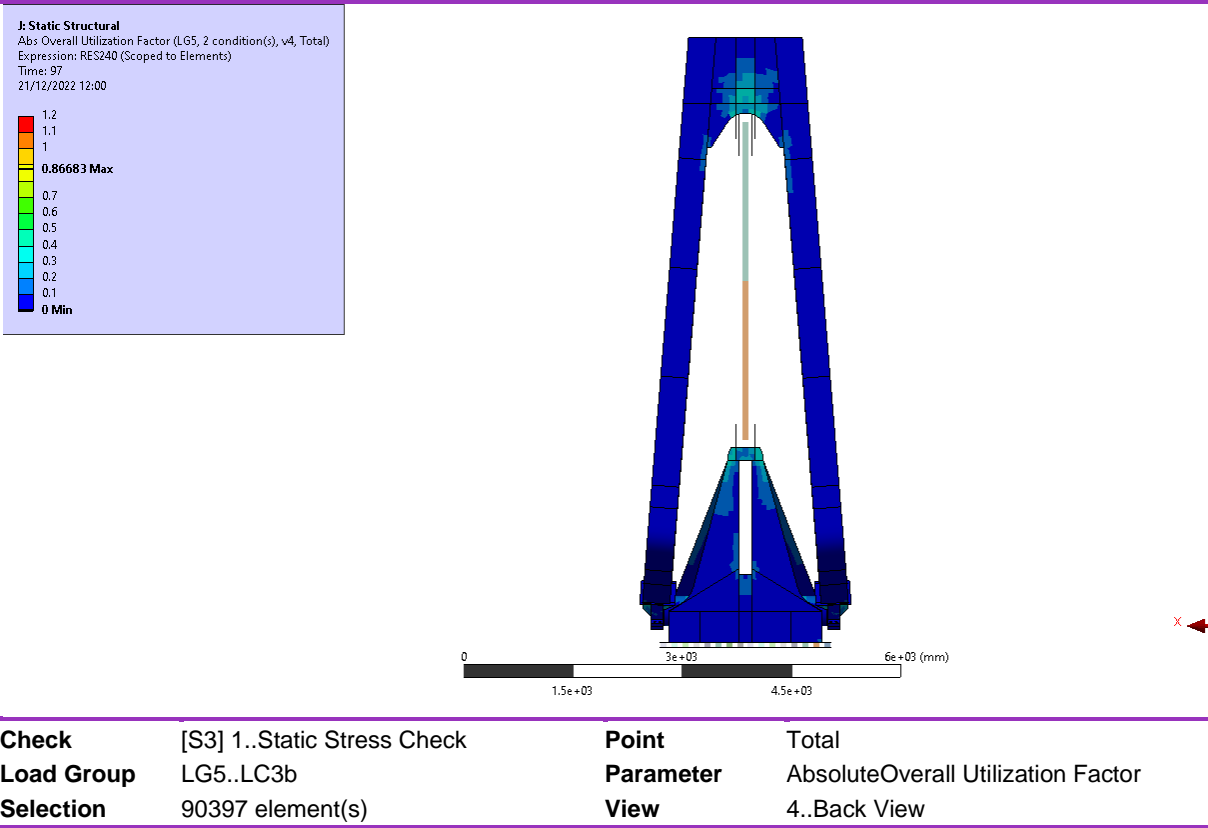 J: Static Structural
Abs Overall Utilization Factor (LG5, 2 condition(s), v4, Total)
Expression: RES240 (Scoped to Elements)
Time: 97
21/12/2022 12:00
1.2
1.1
1
0.86683 Max
0.7
0.6
0.5
0.4
0.3
0.2
0.1
0 Min
X
0 3e+03 6e+03 (mm)
1.5e+03 4.5e+03
Check [S3] 1..Static Stress Check Point Total
Load Group LG5..LC3b Parameter AbsoluteOverall Utilization Factor
Selection 90397 element(s) View 4..Back View